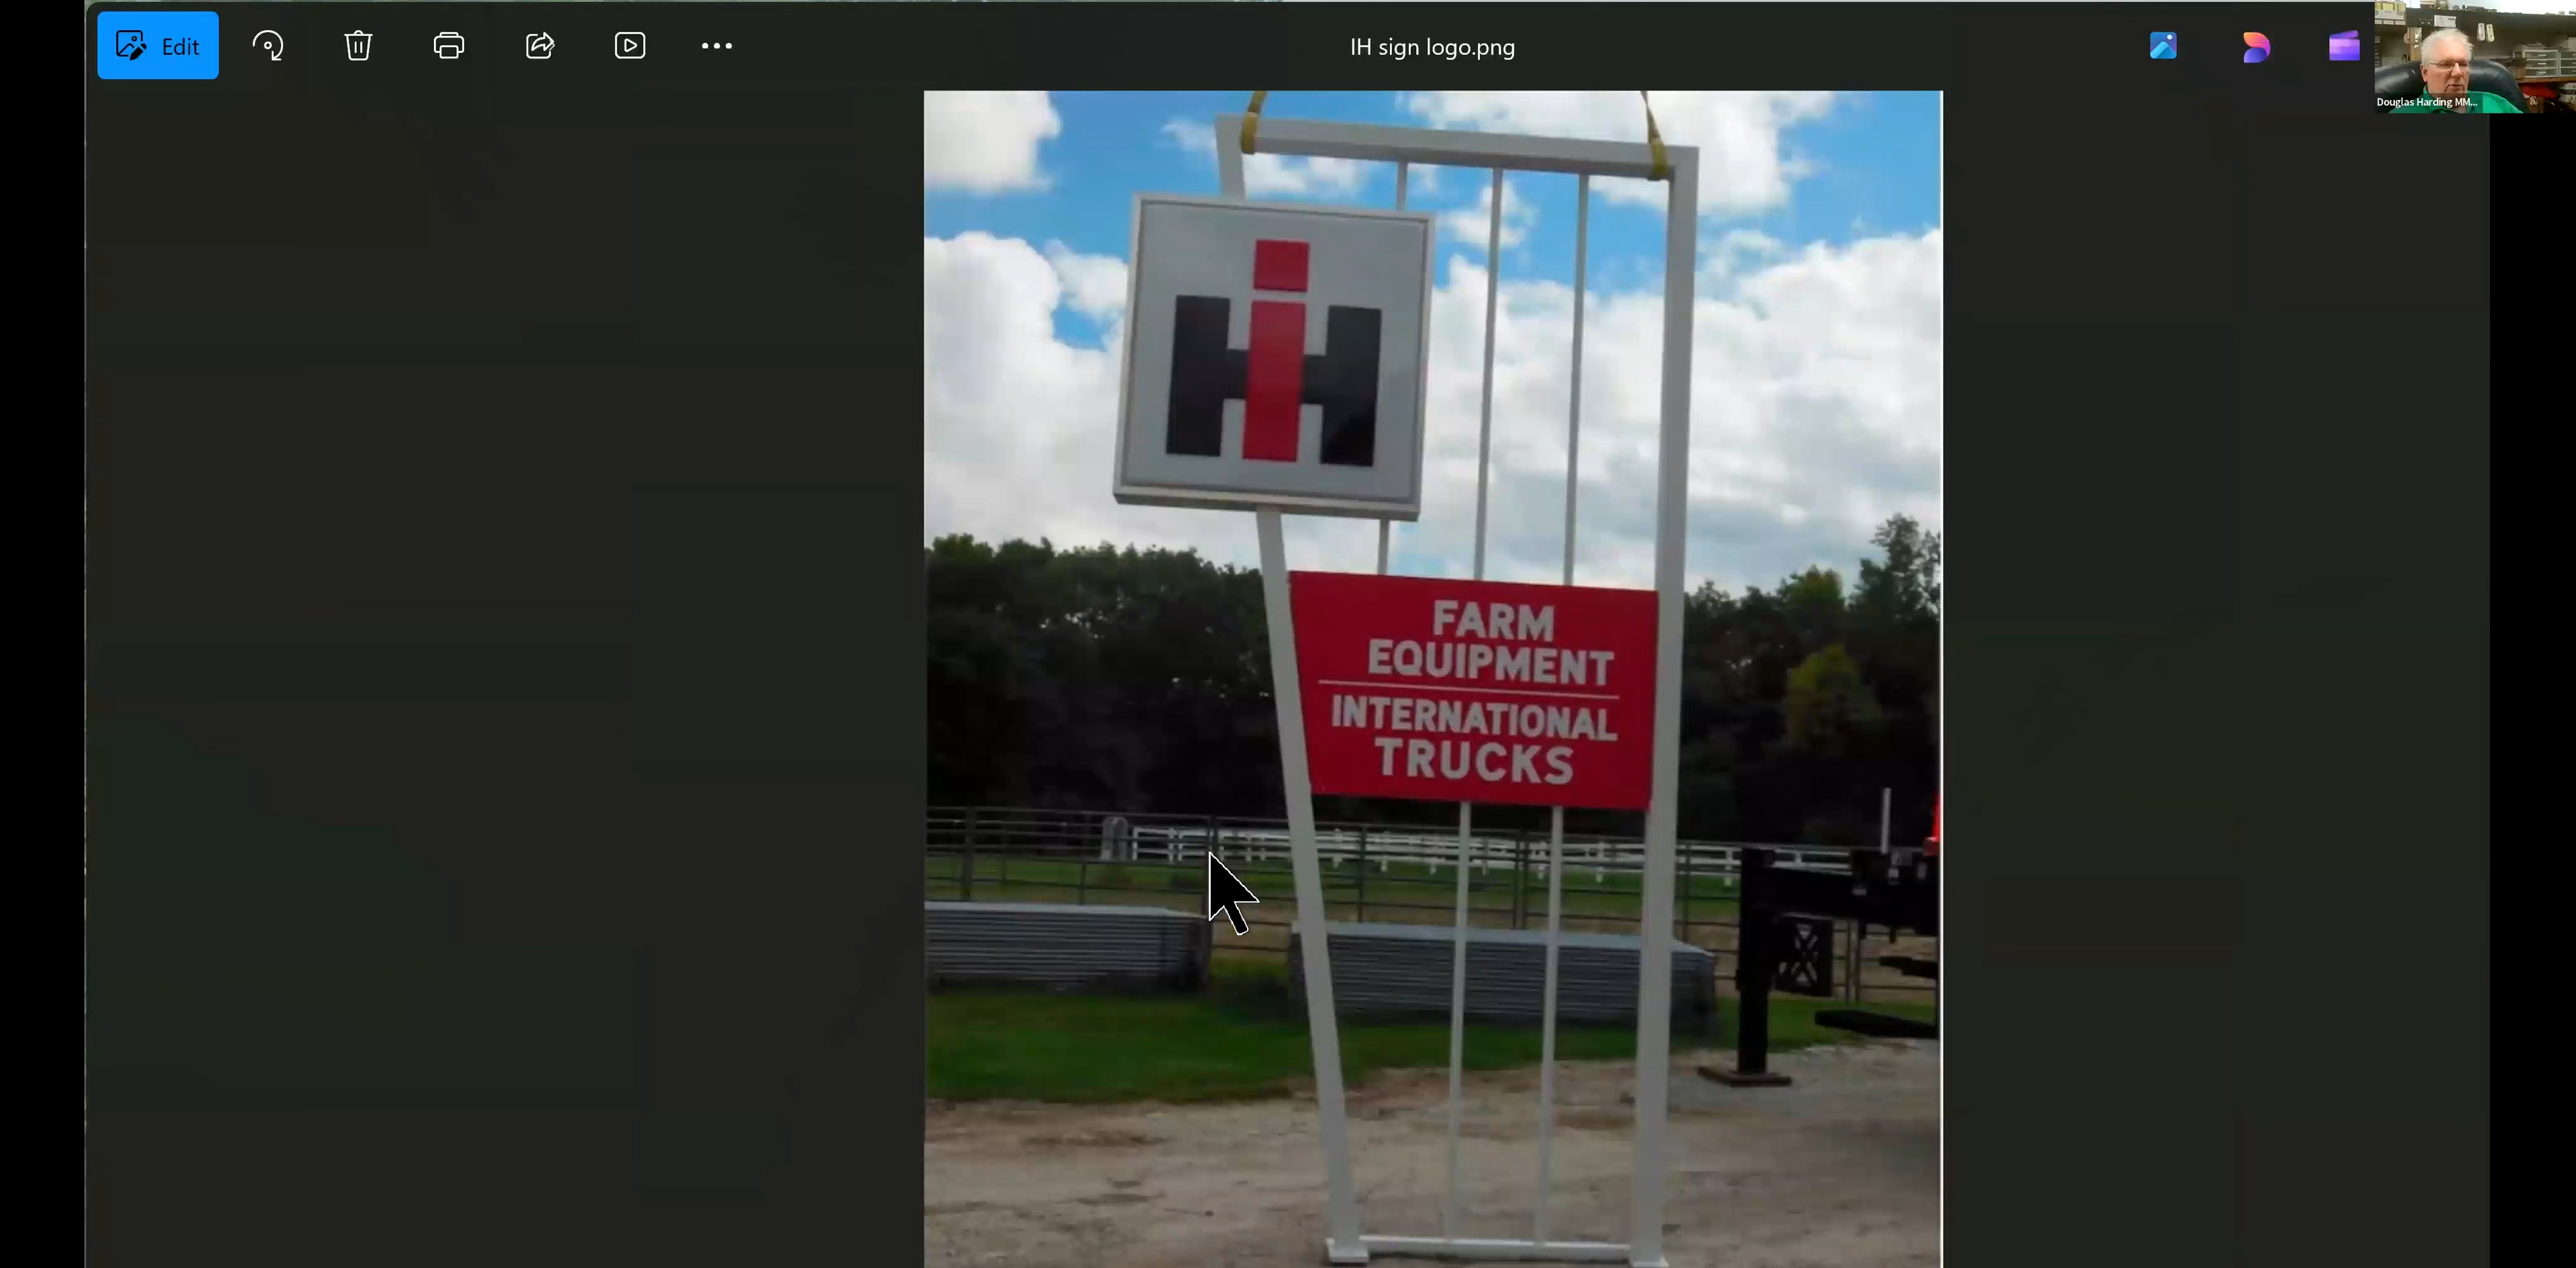 Edit
IH sign logo.png
Douglas Harding MM...
IH
FARM
EQUIPMENT
INTERNATIONAL
TRUCKS